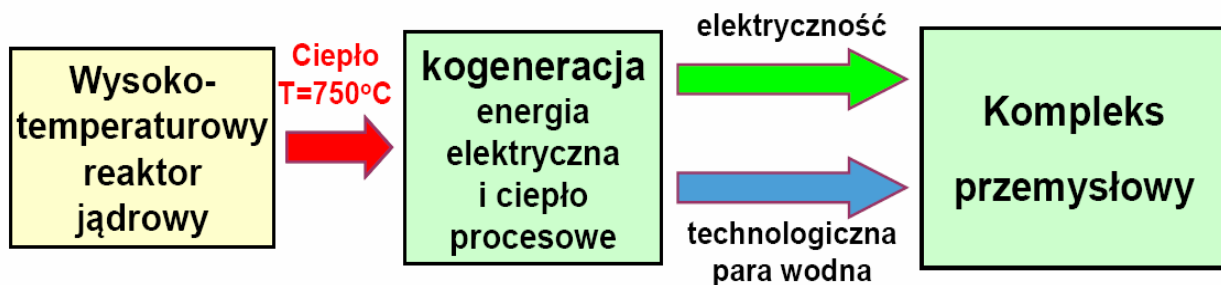 Wysoko-
temperaturowy
reaktor
jądrowy
Ciepło
T=750°C
kogeneracja
energia
elektryczna
i ciepło
procesowe
elektryczność
technologiczna
para wodna
Kompleks
przemysłowy